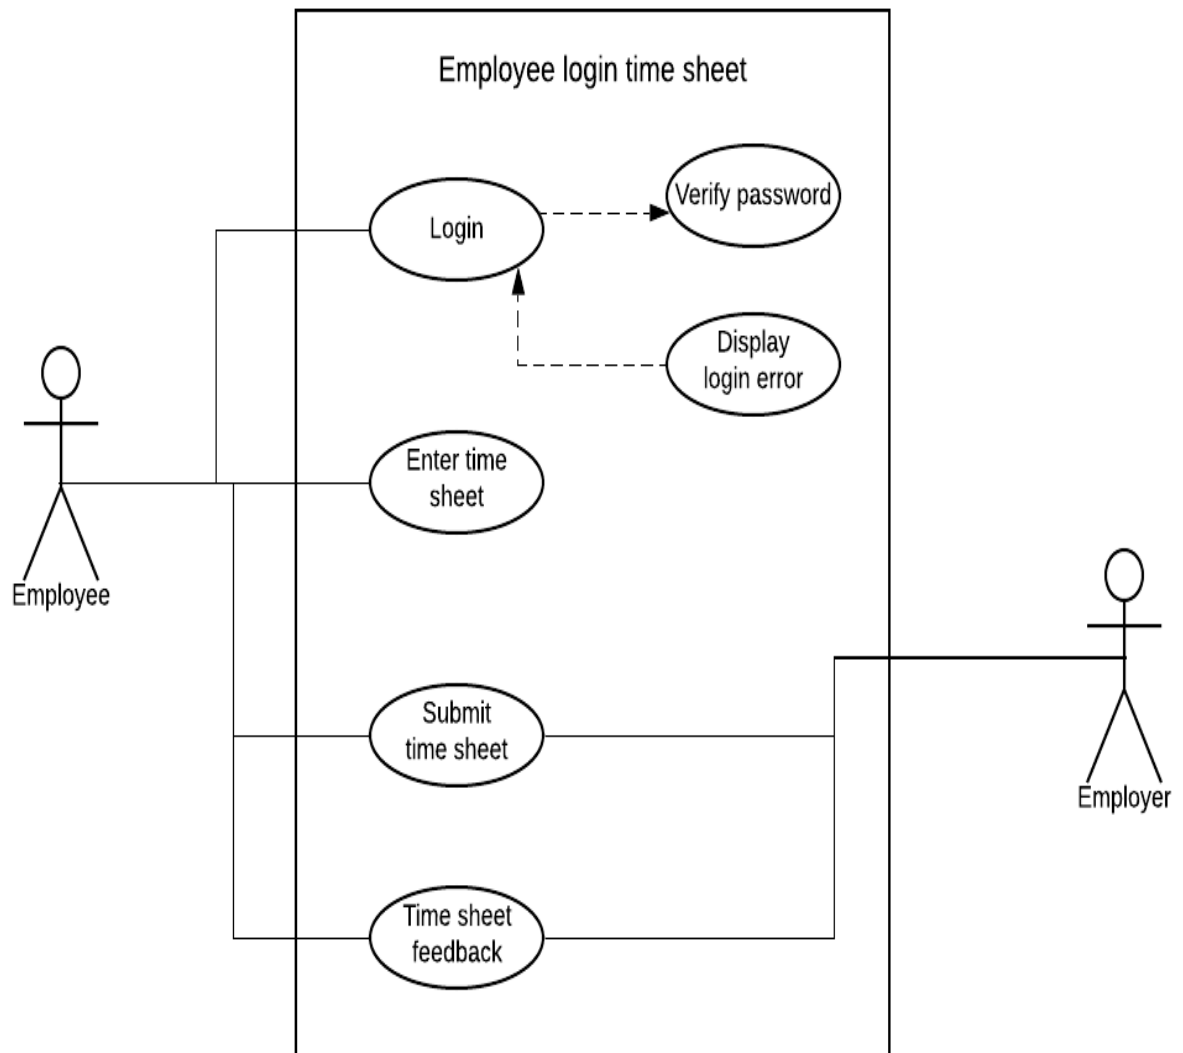 Employee login time sheet
Verify password
Login
Display
login error
Enter time
sheet
Employee
Submit
time sheet
Employer
Time sheet
feedback